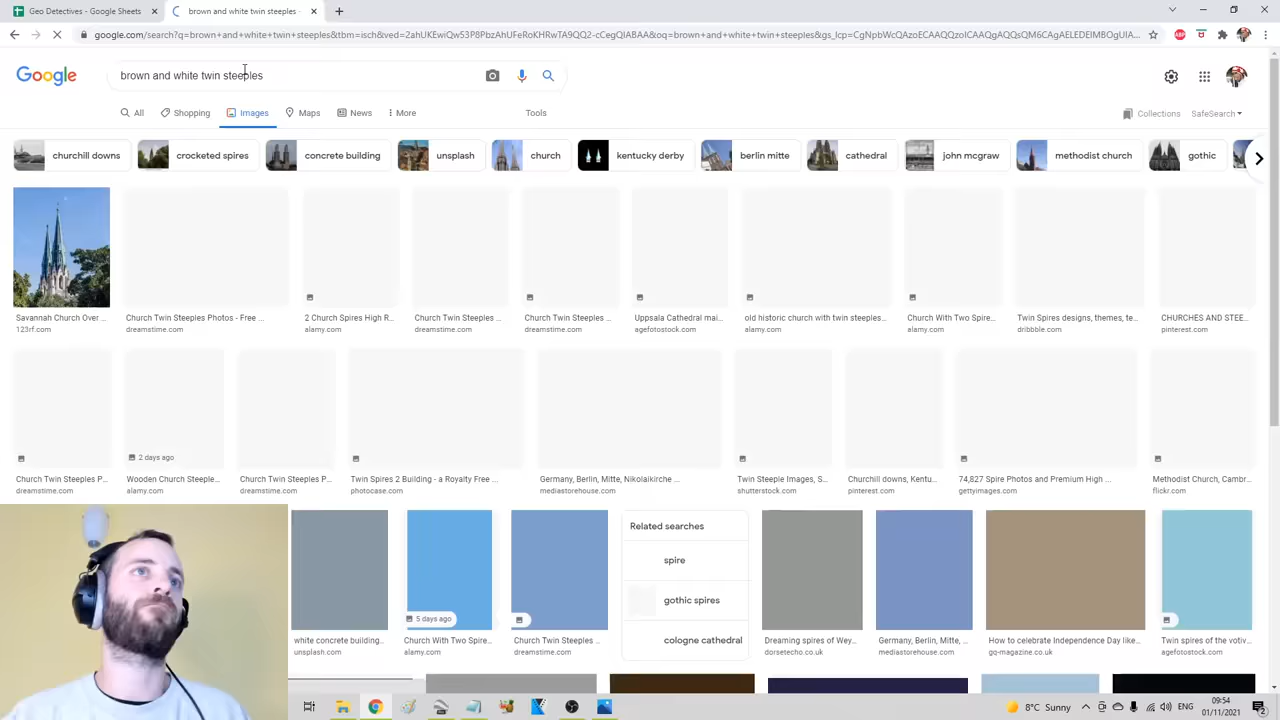 Geo Detectives - Google Sheets
brown and white twin steeples -
google.com/search?q=brown+and+white+twin+steeples&tbm=isch&ved=2ahUKEwiQw53P8PbzAhUFeRoKHRwTA9QQ2-cCegQIABAA&oq=brown+and+white+twin+steeples&gs_lcp=CgNpbWcQAzoECAAQQzoICAAQgAQQsQM6CAgAELEDEIMBOgUIA...
Google
brown and white twin steeples
All
Shopping
Images
Maps
News
More
Tools
Collections
SafeSearch
churchill downs
crocketed spires
concrete building
unsplash
church
kentucky derby
berlin mitte
cathedral
john mcgraw
methodist church
gothic
Savannah Church Over ...
123rf.com
Church Twin Steeples Photos - Free ...
dreamstime.com
2 Church Spires High R...
alamy.com
Church Twin Steeples ...
dreamstime.com
Church Twin Steeples ...
dreamstime.com
Uppsala Cathedral mai...
agefotostock.com
old historic church with twin steeples...
alamy.com
Church With Two Spire...
alamy.com
Twin Spires designs, themes, te...
dribbble.com
CHURCHES AND STEE...
pinterest.com
2 days ago
Church Twin Steeples P...
dreamstime.com
Wooden Church Steeple...
alamy.com
Church Twin Steeples P...
dreamstime.com
Twin Spires 2 Building - a Royalty Free ...
photocase.com
Germany, Berlin, Mitte, Nikolaikirche ...
mediastorehouse.com
Twin Steeple Images, S...
shutterstock.com
Churchill downs, Kentu...
pinterest.com
74,827 Spire Photos and Premium High ...
gettyimages.com
Methodist Church, Cambr...
flickr.com
Related searches
spire
gothic spires
cologne cathedral
5 days ago
white concrete building...
unsplash.com
Church With Two Spire...
alamy.com
Church Twin Steeples ...
dreamstime.com
Dreaming spires of Wey...
dorsetecho.co.uk
Germany, Berlin, Mitte, ...
mediastorehouse.com
How to celebrate Independence Day like...
gq-magazine.co.uk
Twin spires of the votiv...
agefotostock.com
8°C Sunny
09:54
01/11/2021